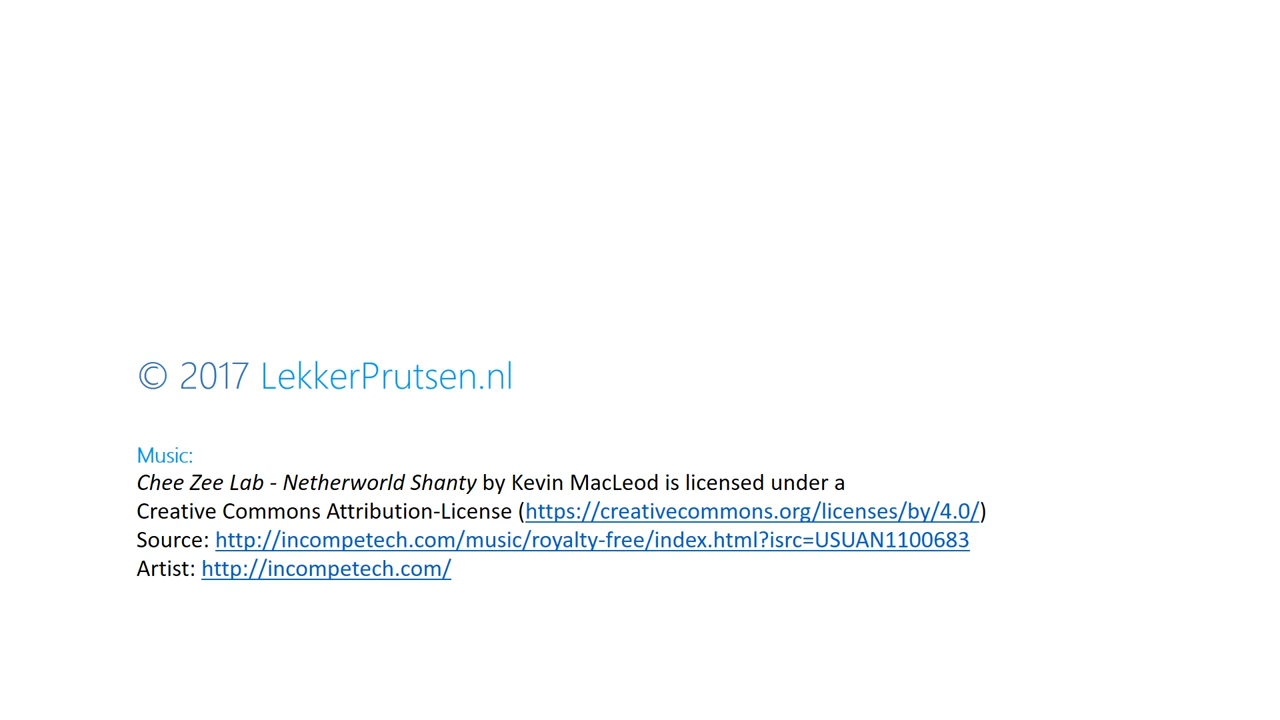 © 2017 LekkerPrutsen.nl
Music:
Chee Zee Lab - Netherworld Shanty by Kevin MacLeod is licensed under a
Creative Commons Attribution-License (https://creativecommons.org/licenses/by/4.0/)
Source: http://incompetech.com/music/royalty-free/index.html?isrc=USUAN1100683
Artist: http://incompetech.com/